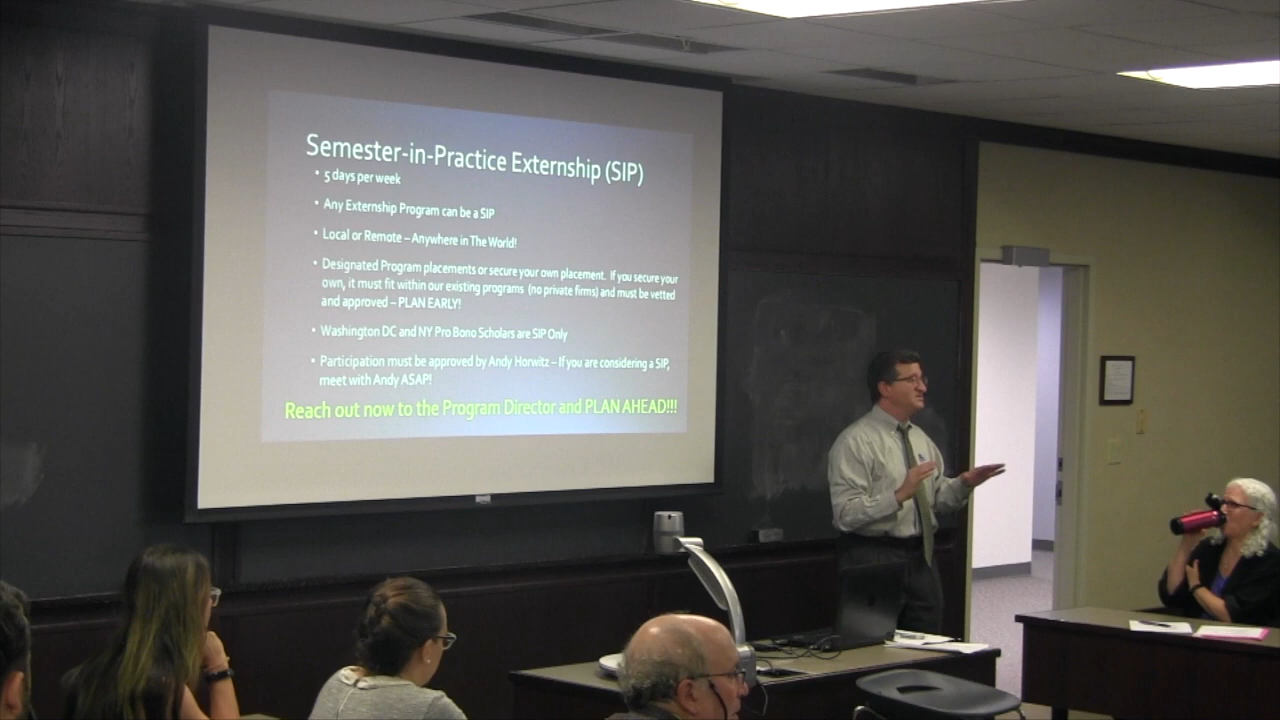 Semester-in-Practice Externship (SIP)
• 5 days per week
• Any Externship Program can be a SIP
• Local or Remote – Anywhere in The World!
• Designated Program placements or secure your own placement. If you secure your
own, it must fit within our existing programs (no private firms) and must be vetted
and approved – PLAN EARLY!
• Washington DC and NY Pro Bono Scholars are SIP Only
• Participation must be approved by Andy Horwitz – If you are considering a SIP,
meet with Andy ASAP!
Reach out now to the Program Director and PLAN AHEAD!!!